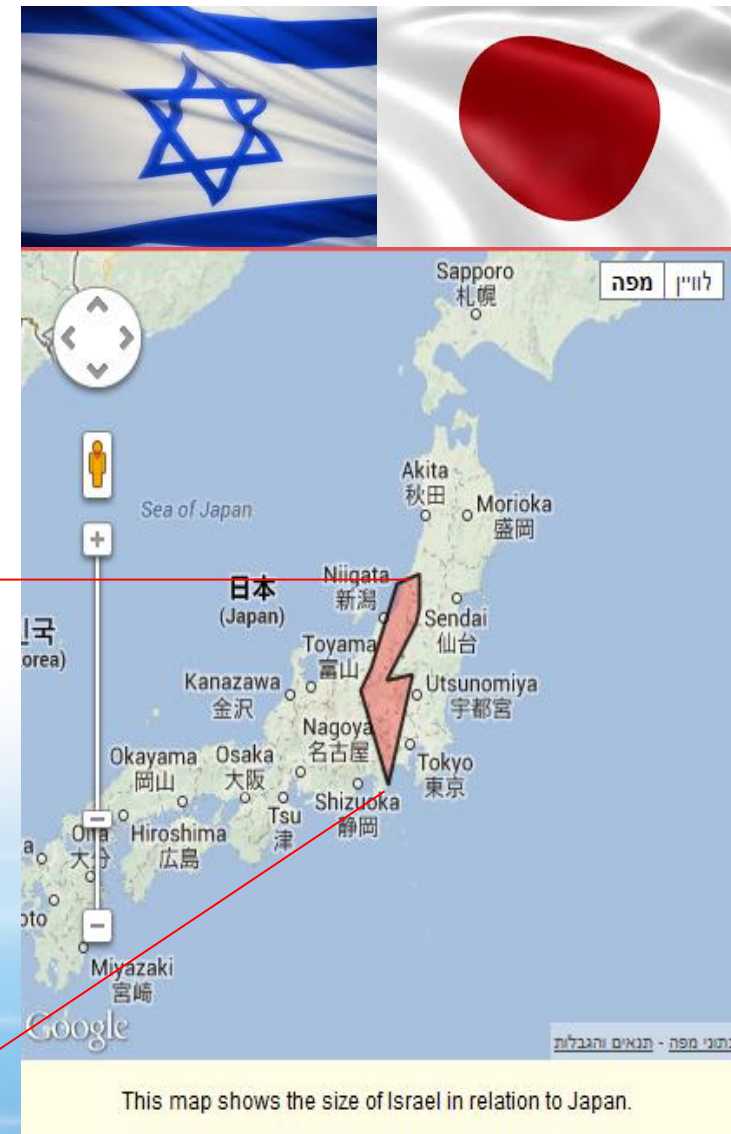 Sapporo
札幌
מפה
לוויין
Akita
秋田
Morioka
盛岡
Sea of Japan
日本
(Japan)
Niigata
新潟
Sendai
仙台
Toyama
富山
Kanazawa
金沢
Utsunomiya
宇都宮
Nagoya
名古屋
Okayama
岡山
Osaka
大阪
Tokyo
東京
Shizuoka
静岡
Tsu
津
Hiroshima
広島
大分
Miyazaki
宮崎
Google
נתוני מפה - תנאים והגבלות
This map shows the size of Israel in relation to Japan.